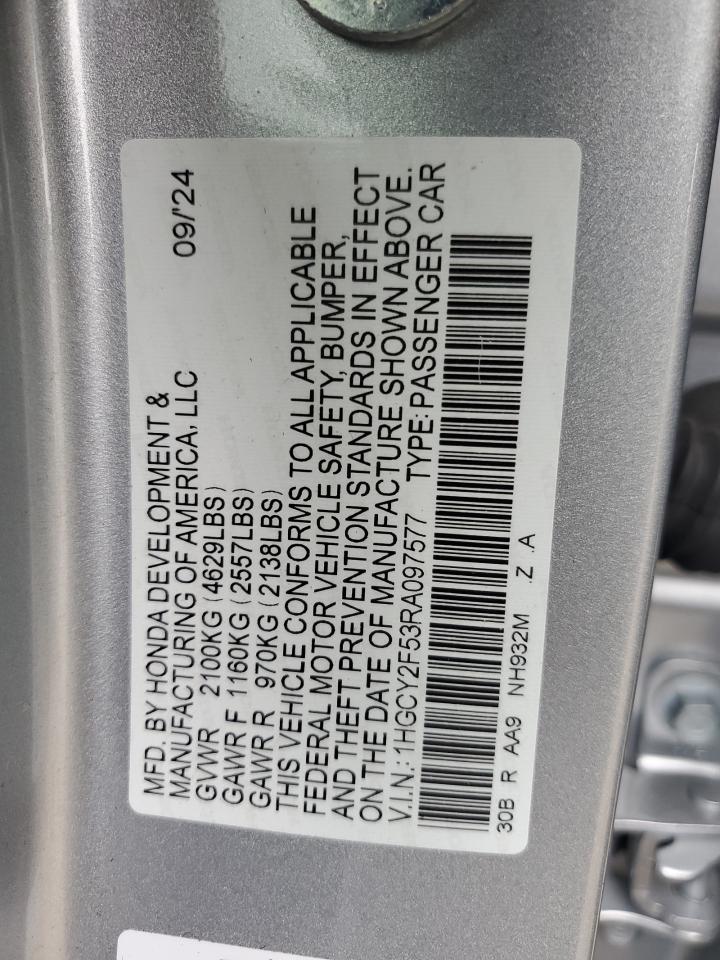 MFD. BY HONDA DEVELOPMENT &
MANUFACTURING OF AMERICA, LLC 09/'24
GVWR 2100KG (4629LBS)
GAWR F 1160KG (2557LBS)
GAWR R 970KG (2138LBS)
THIS VEHICLE CONFORMS TO ALL APPLICABLE
FEDERAL MOTOR VEHICLE SAFETY, BUMPER,
AND THEFT PREVENTION STANDARDS IN EFFECT
ON THE DATE OF MANUFACTURE SHOWN ABOVE.
V.I.N.: 1HGCY2F53RA097577 TYPE: PASSENGER CAR
30B R AA9 NH932M .Z .A